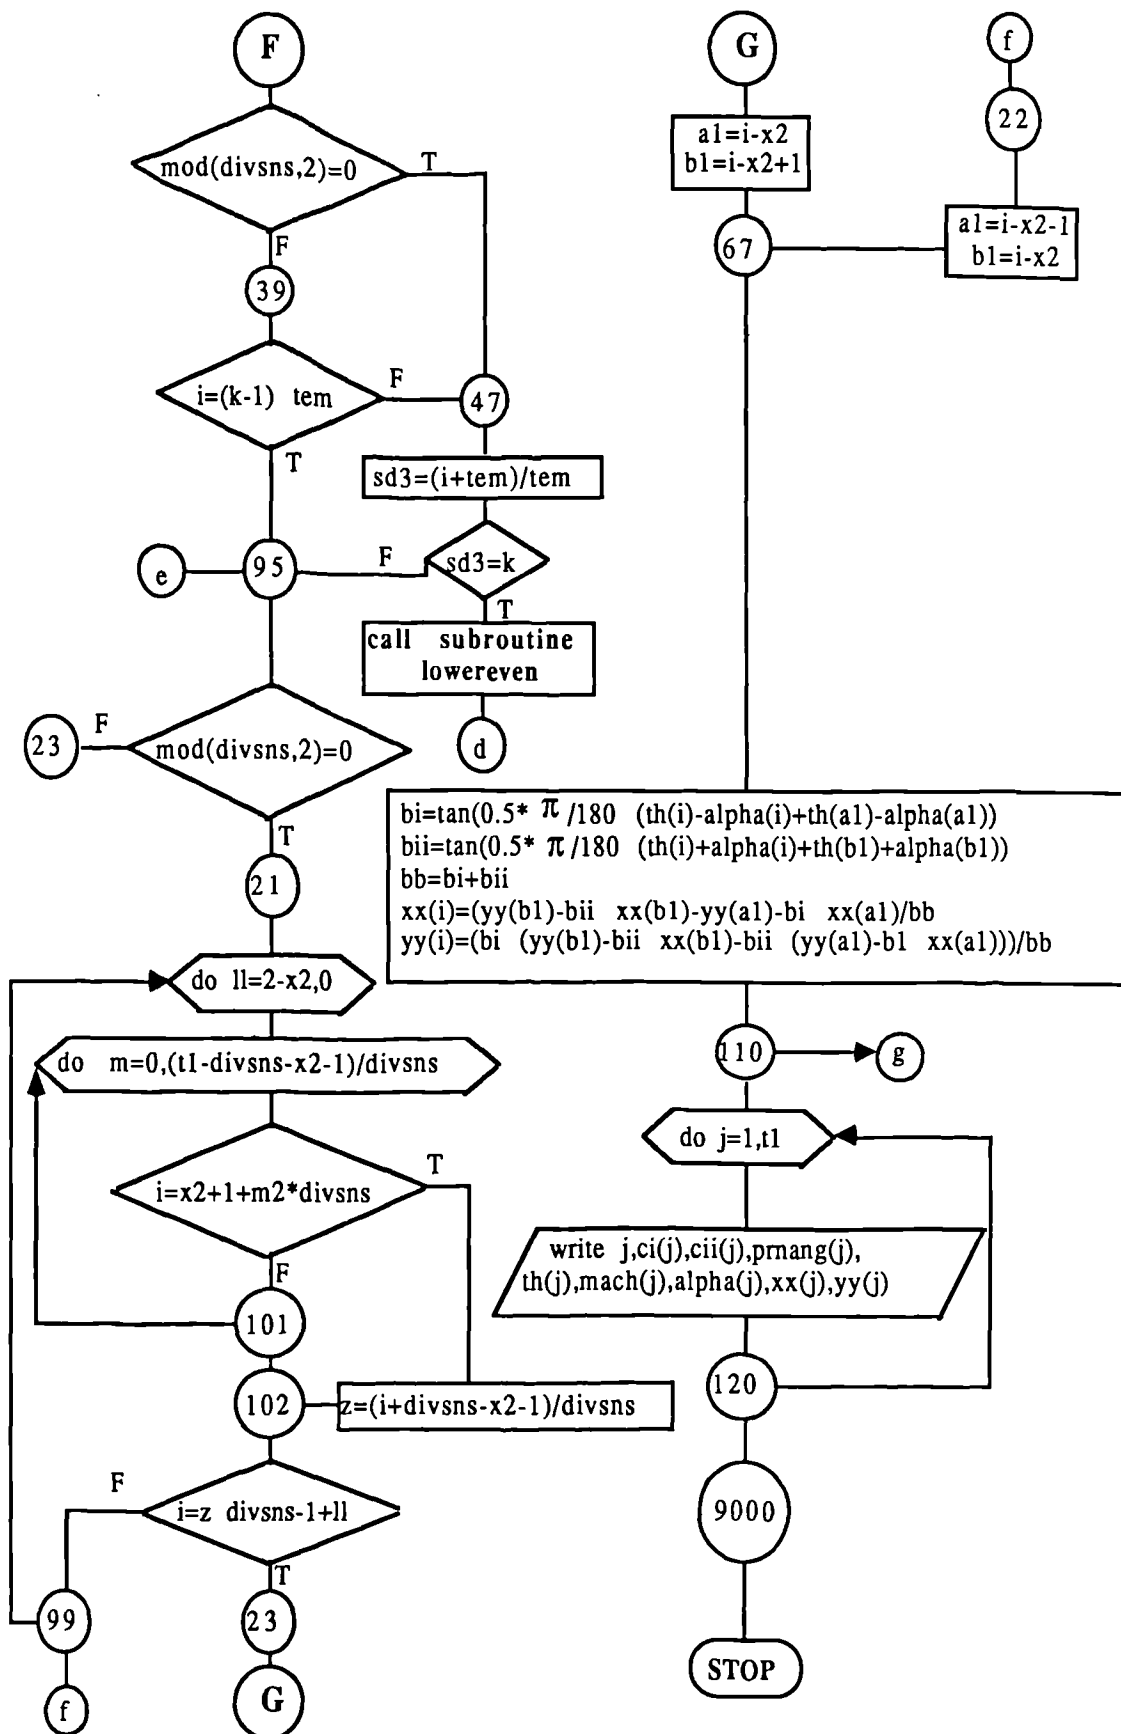 F
mod(divsns,2)=0
T
F
39
i=(k-1) tem
F
47
T
sd3=(i+tem)/tem
e
95
F
sd3=k
T
call subroutine
lowereven
d
23
F
mod(divsns,2)=0
T
21
do ll=2-x2,0
do m=0,(t1-divsns-x2-1)/divsns
i=x2+1+m2*divsns
T
F
101
102
z=(i+divsns-x2-1)/divsns
F
i=z divsns-1+ll
T
99
23
f
G
G
a1=i-x2
b1=i-x2+1
67
f
22
a1=i-x2-1
b1=i-x2
bi=tan(0.5* π /180 (th(i)-alpha(i)+th(a1)-alpha(a1))
bii=tan(0.5* π /180 (th(i)+alpha(i)+th(b1)+alpha(b1))
bb=bi+bii
xx(i)=(yy(b1)-bii xx(b1)-yy(a1)-bi xx(a1)/bb
yy(i)=(bi (yy(b1)-bii xx(b1)-bii (yy(a1)-b1 xx(a1)))/bb
110
g
do j=1,t1
write j,ci(j),cii(j),prnang(j),
th(j),mach(j),alpha(j),xx(j),yy(j)
120
9000
STOP